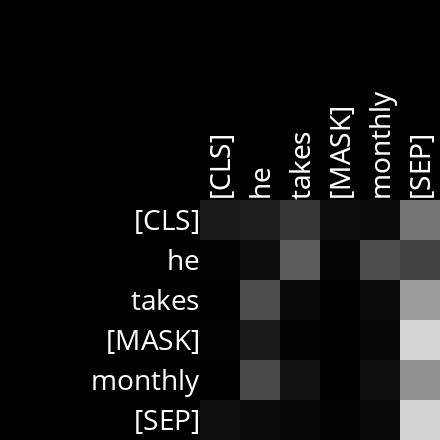 [CLS] he takes [MASK] monthly [SEP]
[CLS]
he
takes
[MASK]
monthly
[SEP]